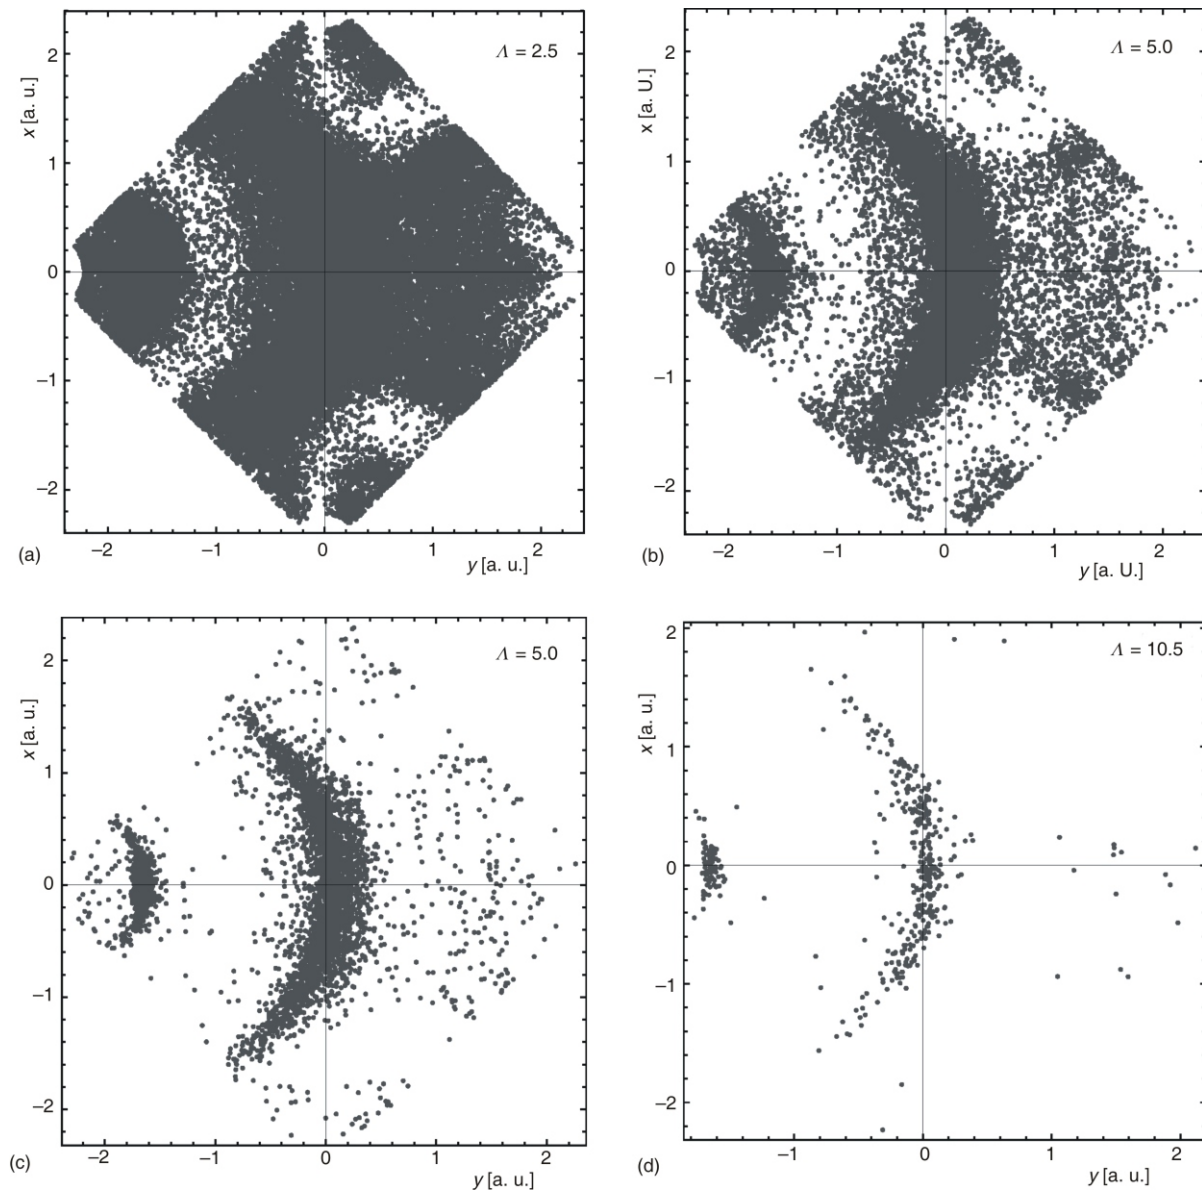 Λ = 2.5
x [a. u.]
2
1
0
−1
−2
−2
−1
0
1
2
(a)
y [a. u.]
Λ = 5.0
x [a. U.]
2
1
0
−1
−2
−2
−1
0
1
2
(b)
y [a. U.]
Λ = 5.0
x [a. u.]
2
1
0
−1
−2
−2
−1
0
1
2
(c)
y [a. u.]
Λ = 10.5
x [a. u.]
2
1
0
−1
−2
−1
0
1
2
(d)
y [a. u.]